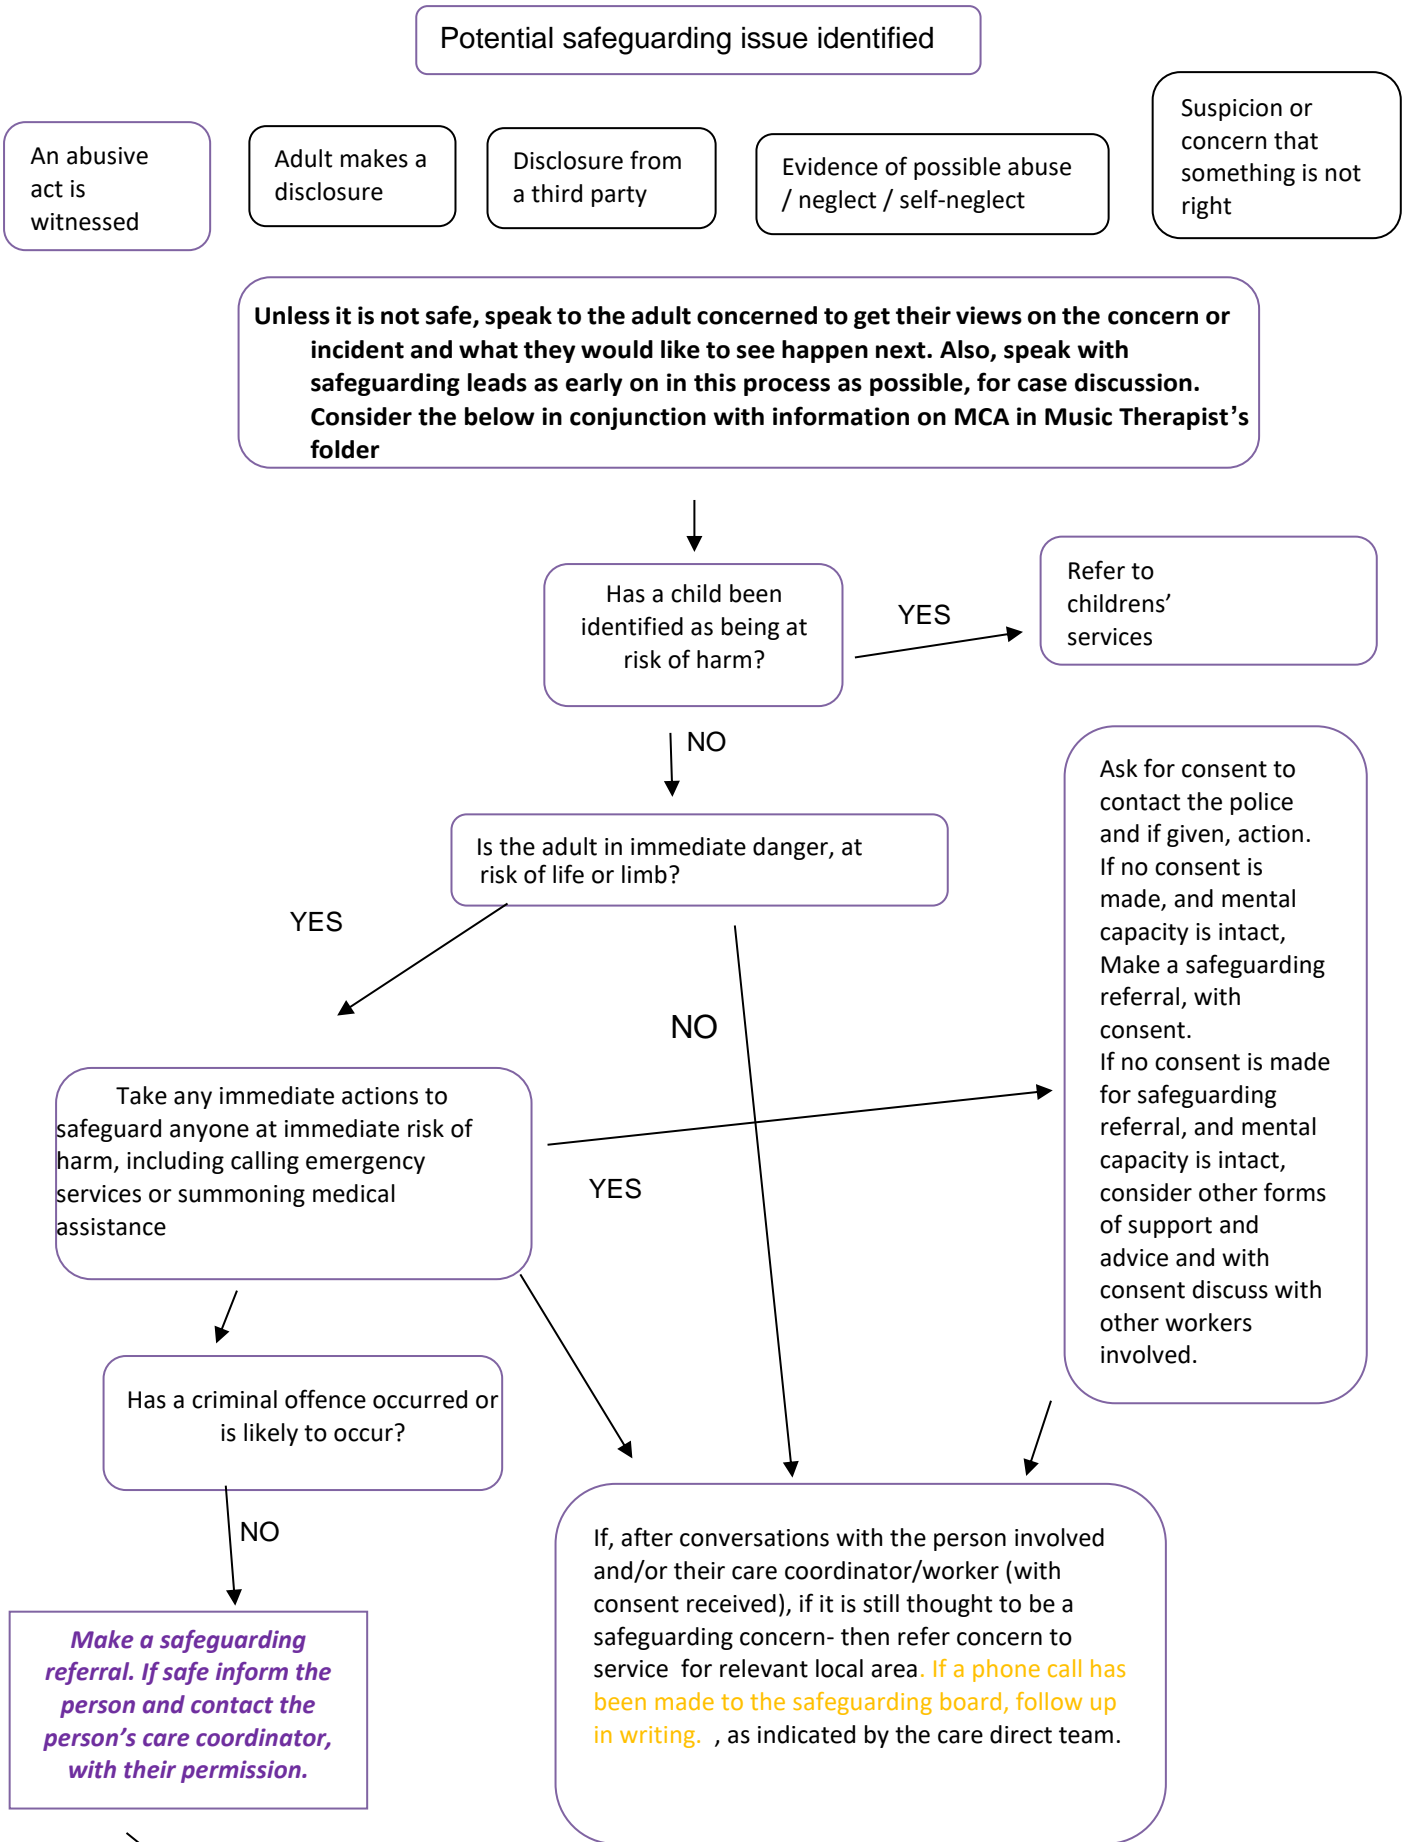 Potential safeguarding issue identified
An abusive
act is
witnessed
Adult makes a
disclosure
Disclosure from
a third party
Evidence of possible abuse
/ neglect / self-neglect
Suspicion or
concern that
something is not
right
Unless it is not safe, speak to the adult concerned to get their views on the concern or
incident and what they would like to see happen next. Also, speak with
safeguarding leads as early on in this process as possible, for case discussion.
Consider the below in conjunction with information on MCA in Music Therapist's
folder
Has a child been
identified as being at
risk of harm?
YES
Refer to
childrens’
services
NO
Is the adult in immediate danger, at
risk of life or limb?
YES
NO
Ask for consent to
contact the police
and if given, action.
If no consent is
made, and mental
capacity is intact,
Make a safeguarding
referral, with
consent.
If no consent is made
for safeguarding
referral, and mental
capacity is intact,
consider other forms
of support and
advice and with
consent discuss with
other workers
involved.
Take any immediate actions to
safeguard anyone at immediate risk of
harm, including calling emergency
services or summoning medical
assistance
YES
Has a criminal offence occurred or
is likely to occur?
NO
Make a safeguarding
referral. If safe inform the
person and contact the
person’s care coordinator,
with their permission.
If, after conversations with the person involved
and/or their care coordinator/worker (with
consent received), if it is still thought to be a
safeguarding concern- then refer concern to
service  for relevant local area. If a phone call has
been made to the safeguarding board, follow up
in writing.  , as indicated by the care direct team.